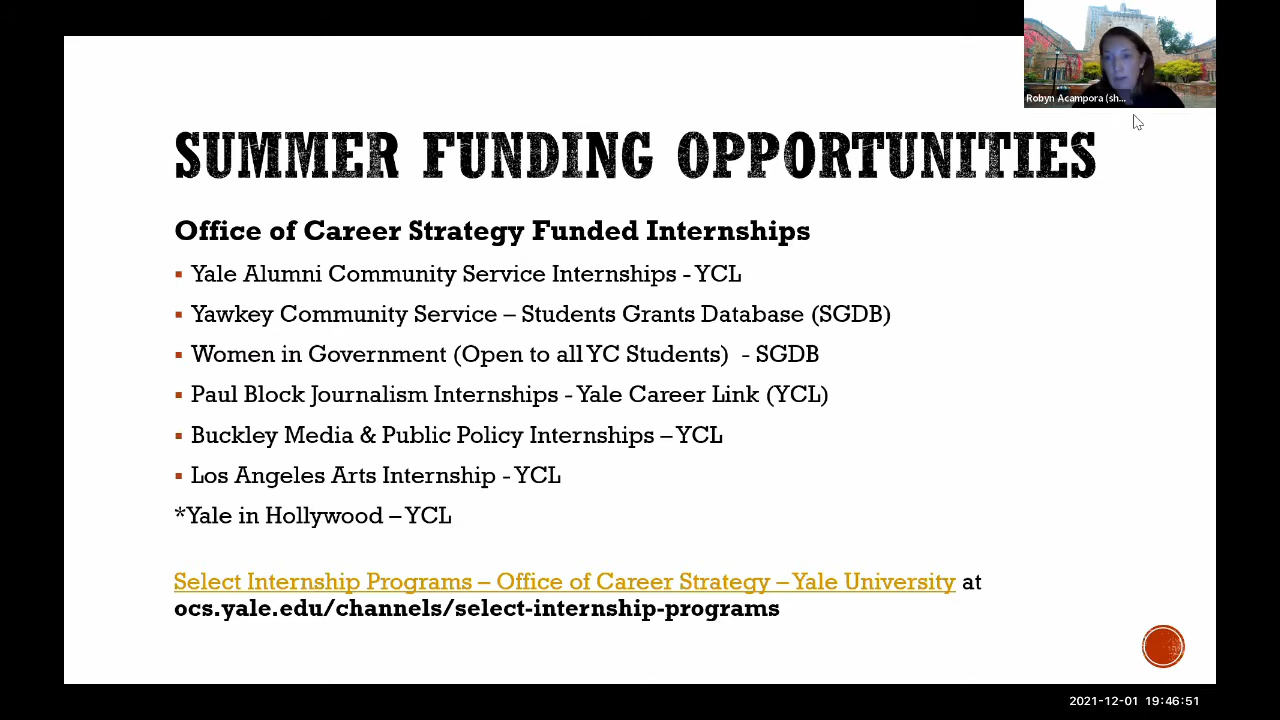 Robyn Acampora (sh...
SUMMER FUNDING OPPORTUNITIES
Office of Career Strategy Funded Internships
▪ Yale Alumni Community Service Internships - YCL
▪ Yawkey Community Service – Students Grants Database (SGDB)
▪ Women in Government (Open to all YC Students) - SGDB
▪ Paul Block Journalism Internships - Yale Career Link (YCL)
▪ Buckley Media & Public Policy Internships – YCL
▪ Los Angeles Arts Internship - YCL
*Yale in Hollywood – YCL
Select Internship Programs – Office of Career Strategy – Yale University at
ocs.yale.edu/channels/select-internship-programs
2021-12-01 19:46:51